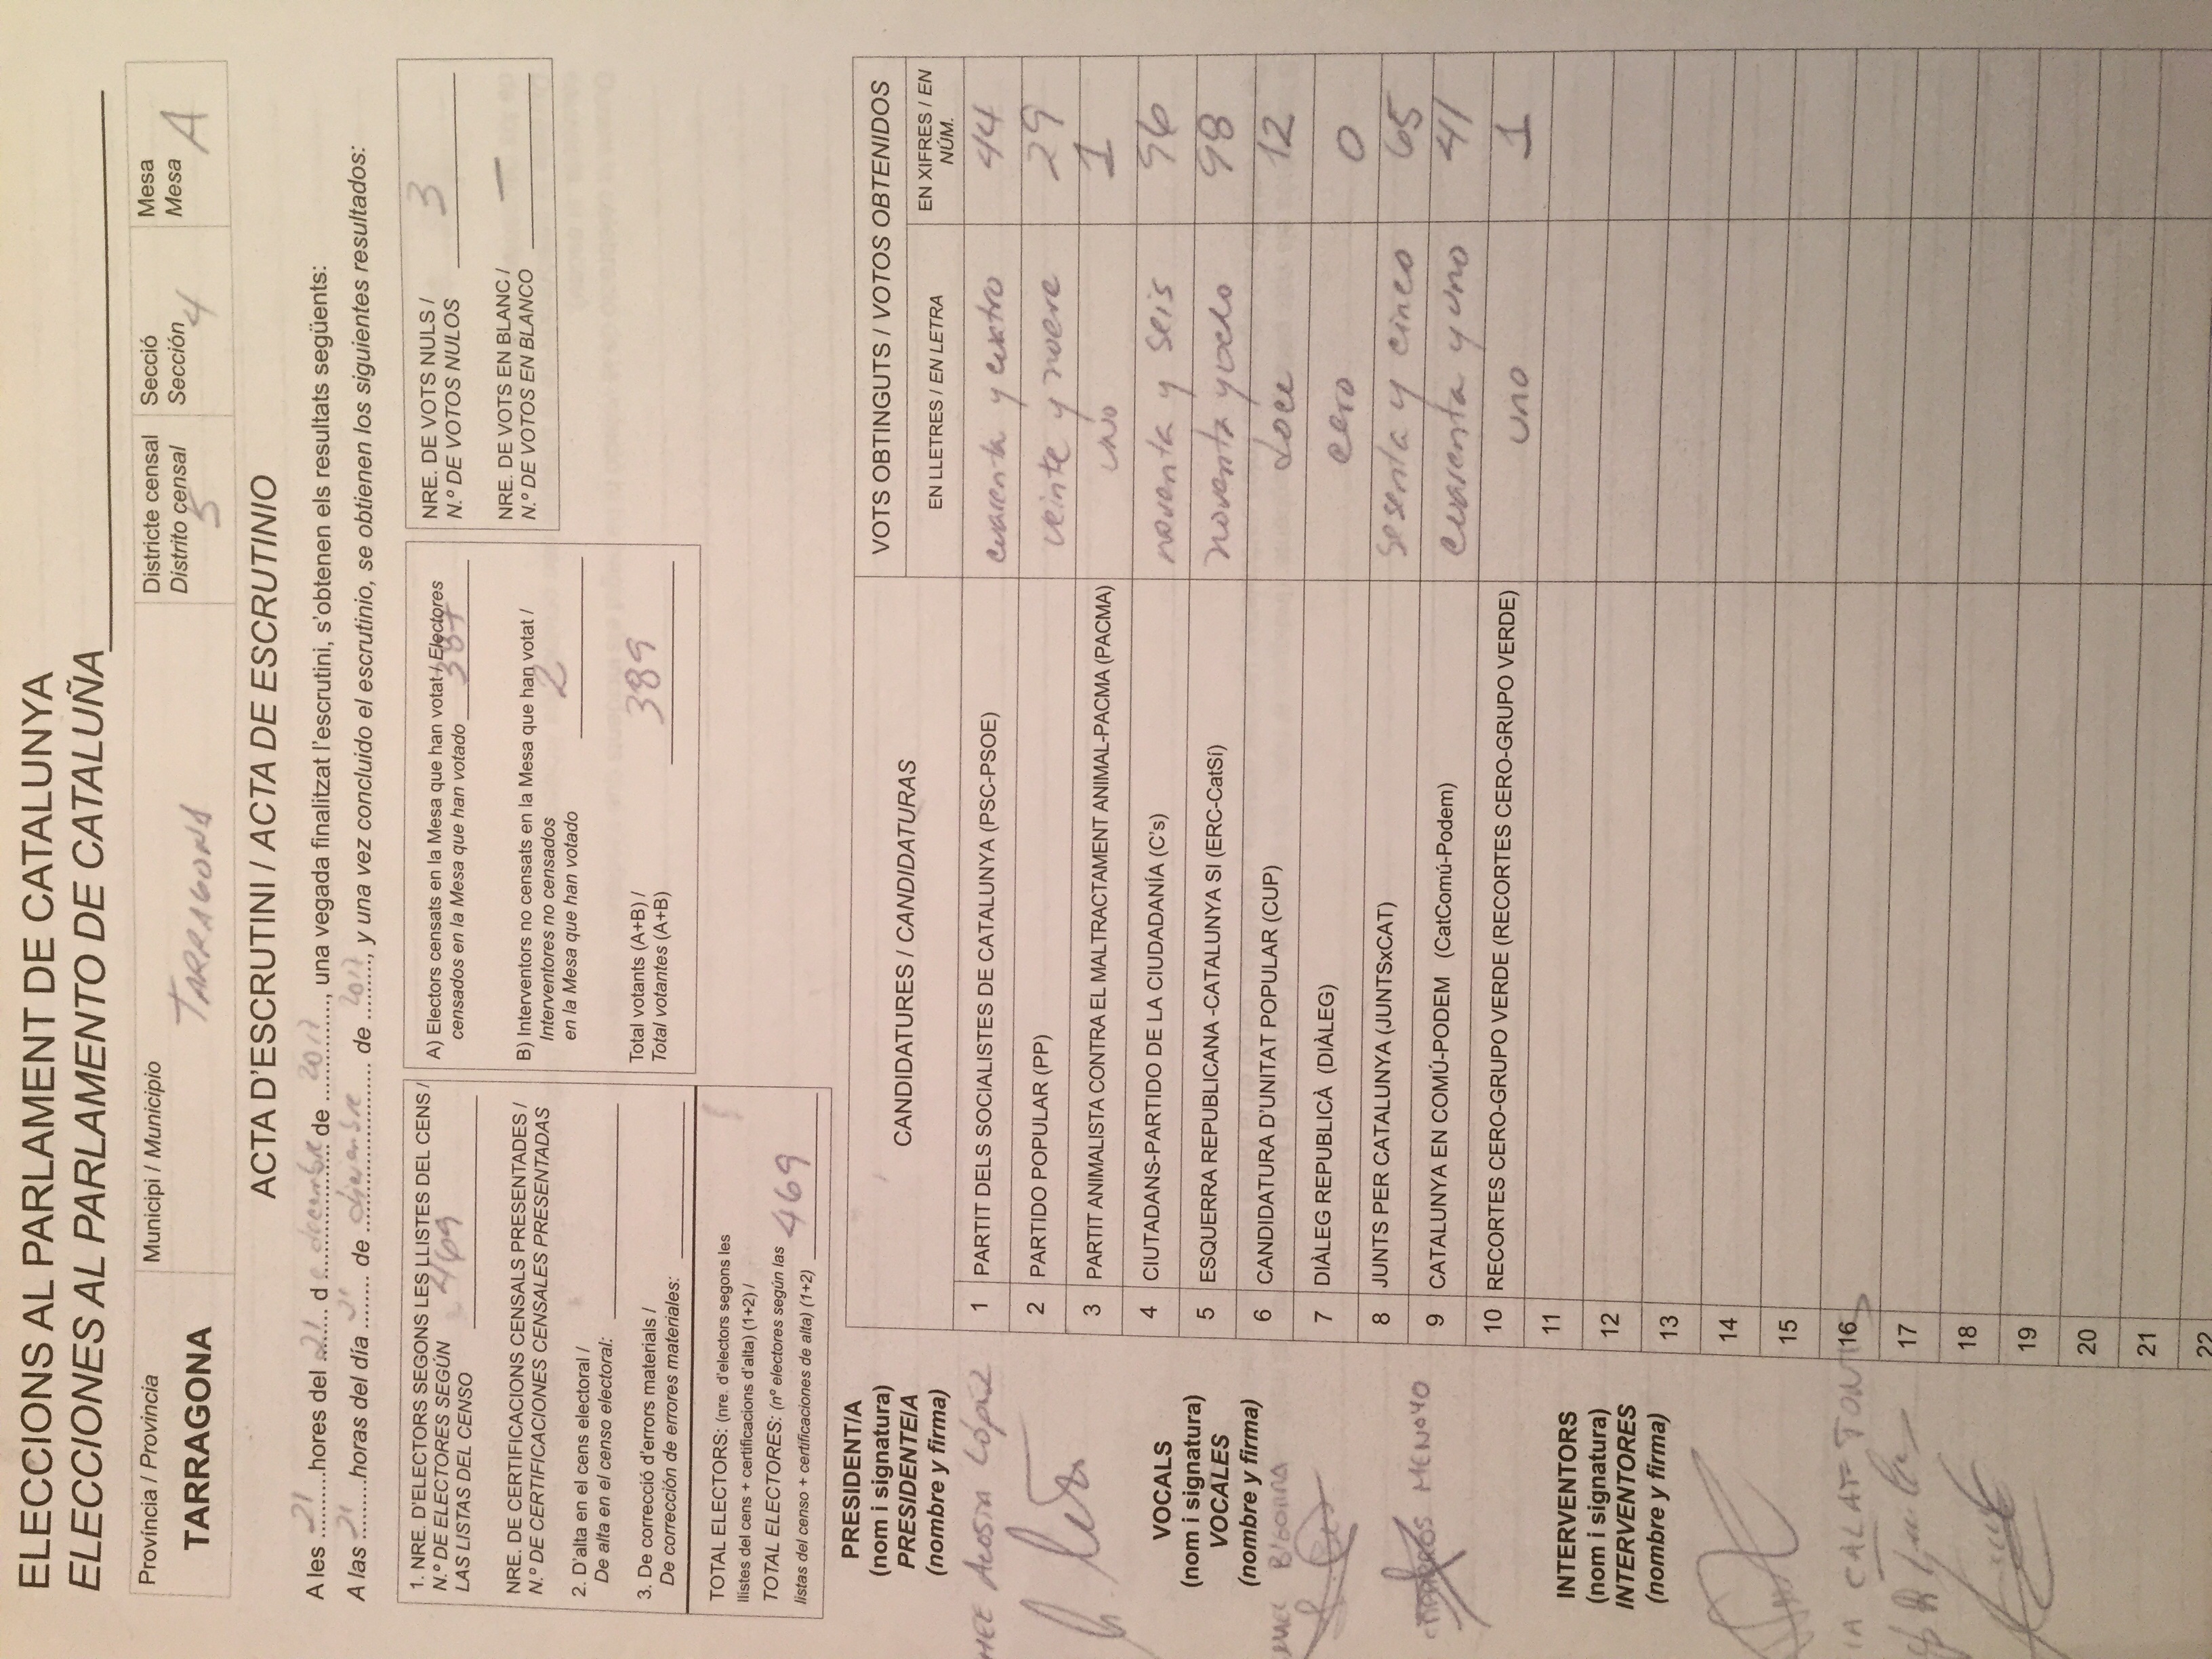 ELECCIONS AL PARLAMENT DE CATALUNYA
ELECCIONES AL PARLAMENTO DE CATALUÑA
Província / Provincia
TARRAGONA
Municipi / Municipio
TARRAGONA
Districte censal
Distrito censal
5
Secció
Sección
4
Mesa
Mesa
A
ACTA D'ESCRUTINI / ACTA DE ESCRUTINIO
A les 21 hores del 21 de decembre de 2017, una vegada finalitzat l'escrutini, s'obtenen els resultats següents:
A las 21 horas del día 21 de diciembre de 2017, y una vez concluido el escrutinio, se obtienen los siguientes resultados:
1. NRE. D'ELECTORS SEGONS LES LLISTES DEL CENS /
N.º DE ELECTORES SEGÚN
LAS LISTAS DEL CENSO 469
NRE. DE CERTIFICACIONS CENSALS PRESENTADES /
N.º DE CERTIFICACIONES CENSALES PRESENTADAS
2. D'alta en el cens electoral /
De alta en el censo electoral:
3. De correcció d'errors materials /
De corrección de errores materiales:
TOTAL ELECTORS: (nre. d'electors segons les
llistes del cens + certificacions d'alta) (1+2) /
TOTAL ELECTORES: (nº electores según las
listas del censo + certificaciones de alta) (1+2) 469
A) Electors censats en la Mesa que han votat / Electores
censados en la Mesa que han votado 387
B) Interventors no censats en la Mesa que han votat /
Interventores no censados
en la Mesa que han votado 2
Total votants (A+B) /
Total votantes (A+B) 389
NRE. DE VOTS NULS /
N.º DE VOTOS NULOS 3
NRE. DE VOTS EN BLANC /
N.º DE VOTOS EN BLANCO —
PRESIDENT/A
(nom i signatura)
PRESIDENTE/A
(nombre y firma)
Acosta López
VOCALS
(nom i signatura)
VOCALES
(nombre y firma)
BIGORRA
MENOYO
INTERVENTORS
(nom i signatura)
INTERVENTORES
(nombre y firma)
IA CALAF
CANDIDATURES / CANDIDATURAS
VOTS OBTINGUTS / VOTOS OBTENIDOS
EN LLETRES / EN LETRA
EN XIFRES / EN
NÚM.
1 PARTIT DELS SOCIALISTES DE CATALUNYA (PSC-PSOE) cuarenta y cuatro 44
2 PARTIDO POPULAR (PP) veinte y nueve 29
3 PARTIT ANIMALISTA CONTRA EL MALTRACTAMENT ANIMAL-PACMA (PACMA) uno 1
4 CIUTADANS-PARTIDO DE LA CIUDADANÍA (C's) noventa y seis 96
5 ESQUERRA REPUBLICANA -CATALUNYA SI (ERC-CatSí) noventa y ocho 98
6 CANDIDATURA D'UNITAT POPULAR (CUP) doce 12
7 DIÀLEG REPUBLICÀ (DIÀLEG) cero 0
8 JUNTS PER CATALUNYA (JUNTSxCAT) sesenta y cinco 65
9 CATALUNYA EN COMÚ-PODEM (CatComú-Podem) cuarenta y uno 41
10 RECORTES CERO-GRUPO VERDE (RECORTES CERO-GRUPO VERDE) uno 1
11
12
13
14
15
16
17
18
19
20
21
22